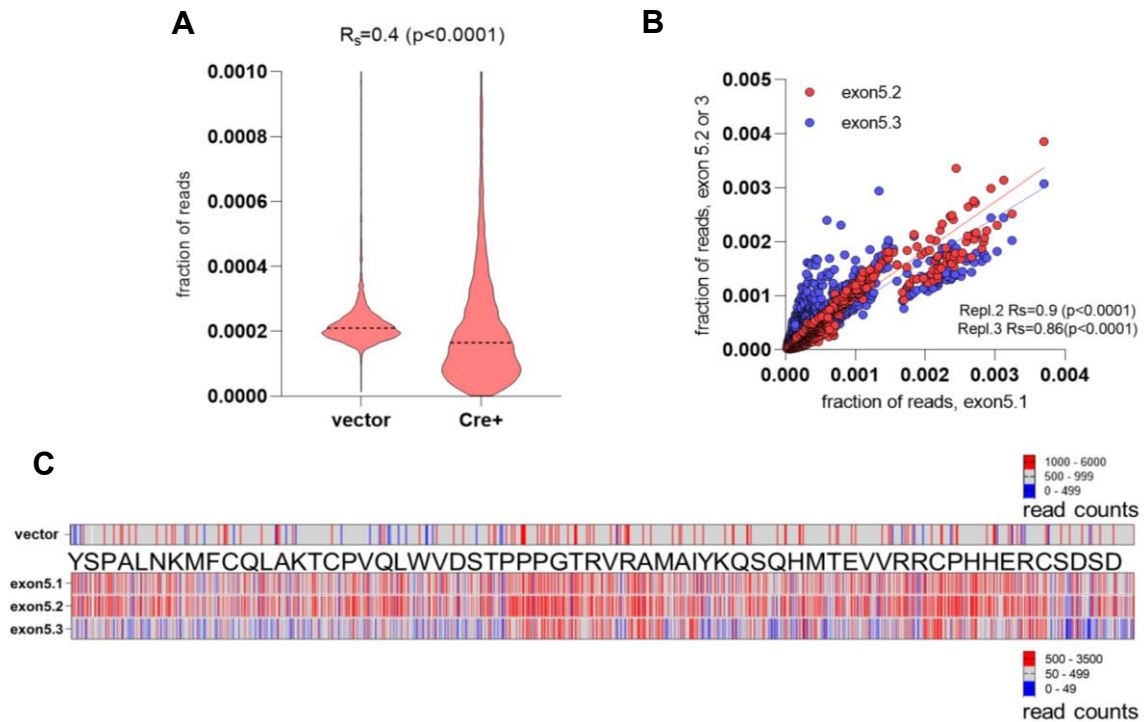 A
Rs=0.4 (p<0.0001)
fraction of reads
0.0010
0.0008
0.0006
0.0004
0.0002
0.0000
vector
Cre+
B
exon5.2
exon5.3
fraction of reads, exon 5.2 or 3
0.005
0.004
0.003
0.002
0.001
0.000
Repl.2 Rs=0.9 (p<0.0001)
Repl.3 Rs=0.86(p<0.0001)
0.000 0.001 0.002 0.003 0.004
fraction of reads, exon5.1
C
1000 - 6000
500 - 999
0 - 499
read counts
vector
YSPALNKMFCQLAKTCPVQLWVDSTPPPGTRVRAMAIYKQSQHMTEVVRRCPHHERCSDSD
exon5.1
exon5.2
exon5.3
500 - 3500
50 - 499
0 - 49
read counts